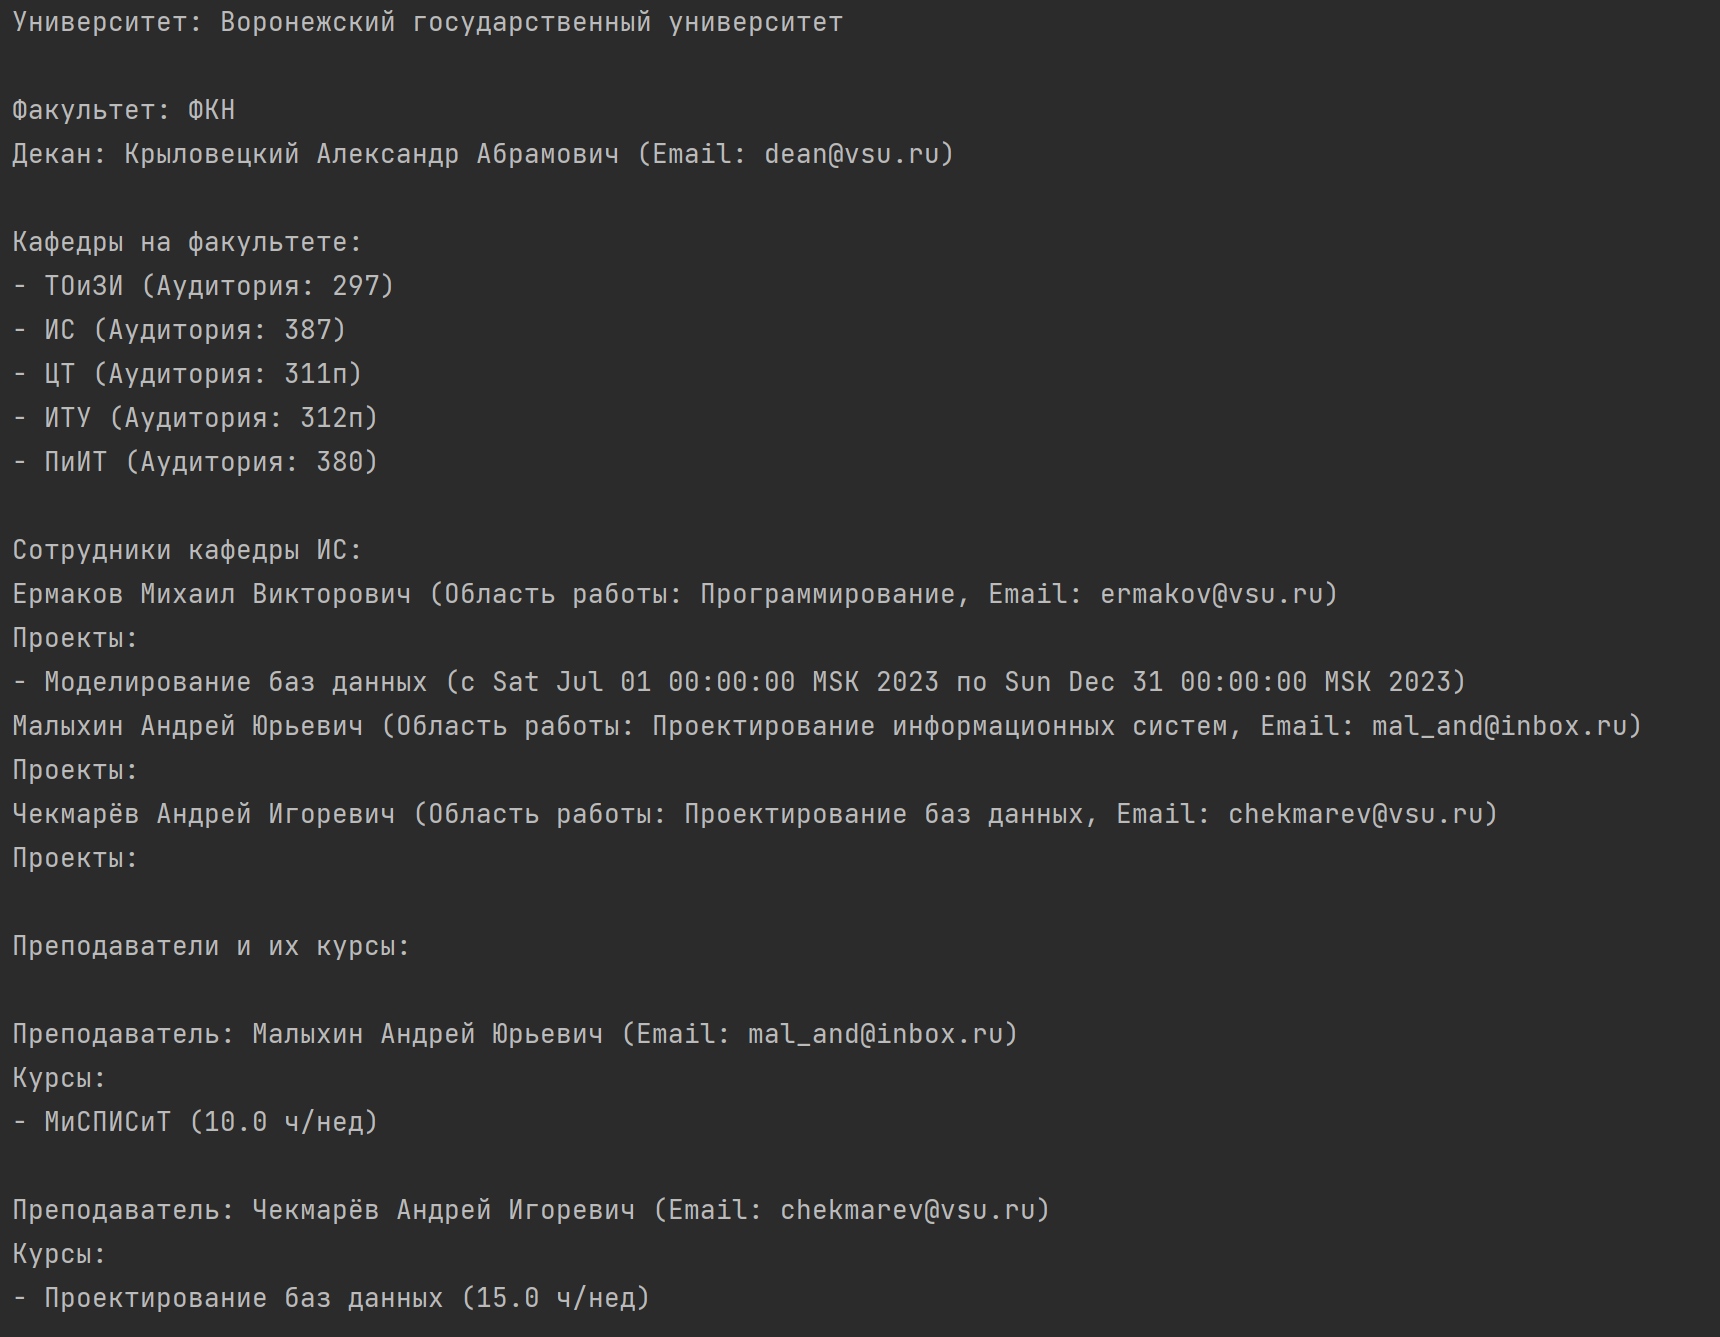 Университет: Воронежский государственный университет
Факультет: ФКН
Декан: Крыловецкий Александр Абрамович (Email: dean@vsu.ru)
Кафедры на факультете:
- ТОиЗИ (Аудитория: 297)
- ИС (Аудитория: 387)
- ЦТ (Аудитория: 311п)
- ИТУ (Аудитория: 312п)
- ПиИТ (Аудитория: 380)
Сотрудники кафедры ИС:
Ермаков Михаил Викторович (Область работы: Программирование, Email: ermakov@vsu.ru)
Проекты:
- Моделирование баз данных (с Sat Jul 01 00:00:00 MSK 2023 по Sun Dec 31 00:00:00 MSK 2023)
Малыхин Андрей Юрьевич (Область работы: Проектирование информационных систем, Email: mal_and@inbox.ru)
Проекты:
Чекмарёв Андрей Игоревич (Область работы: Проектирование баз данных, Email: chekmarev@vsu.ru)
Проекты:
Преподаватели и их курсы:
Преподаватель: Малыхин Андрей Юрьевич (Email: mal_and@inbox.ru)
Курсы:
- МиСПИСиТ (10.0 ч/нед)
Преподаватель: Чекмарёв Андрей Игоревич (Email: chekmarev@vsu.ru)
Курсы:
- Проектирование баз данных (15.0 ч/нед)